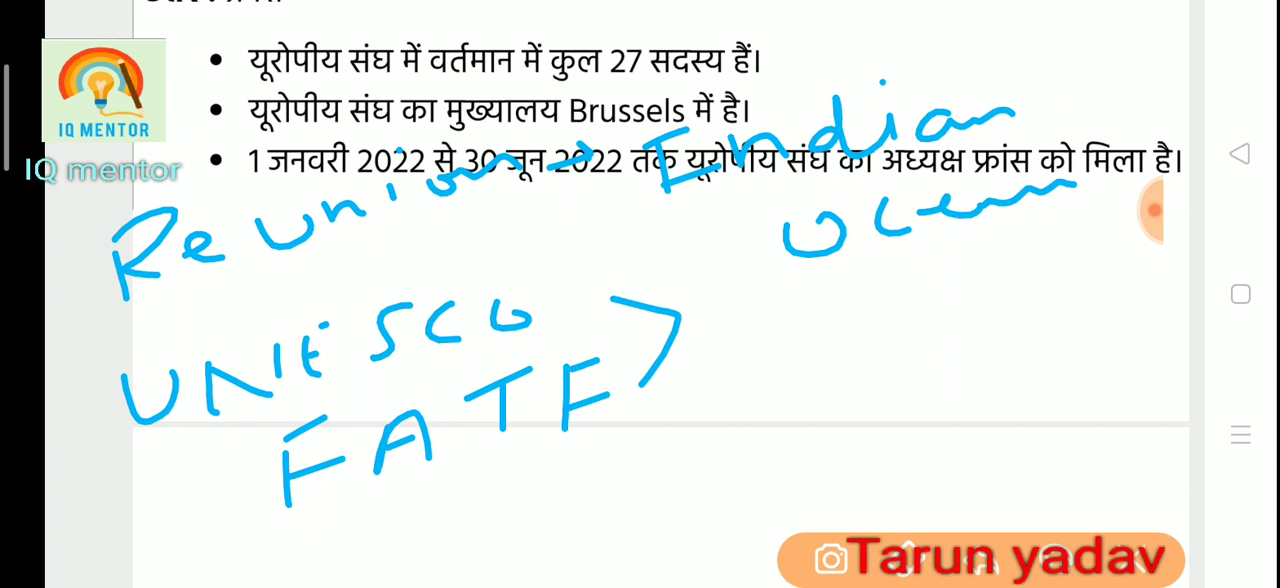 IQ MENTOR
IQ mentor
• यूरोपीय संघ में वर्तमान में कुल 27 सदस्य हैं।
• यूरोपीय संघ का मुख्यालय Brussels में है।
• 1 जनवरी 2022 से 30 जून 2022 तक यूरोपीय संघ का अध्यक्ष फ्रांस को मिला है।
Reunion → Indian
Ocean
UNESCO
FATF
Tarun yadav